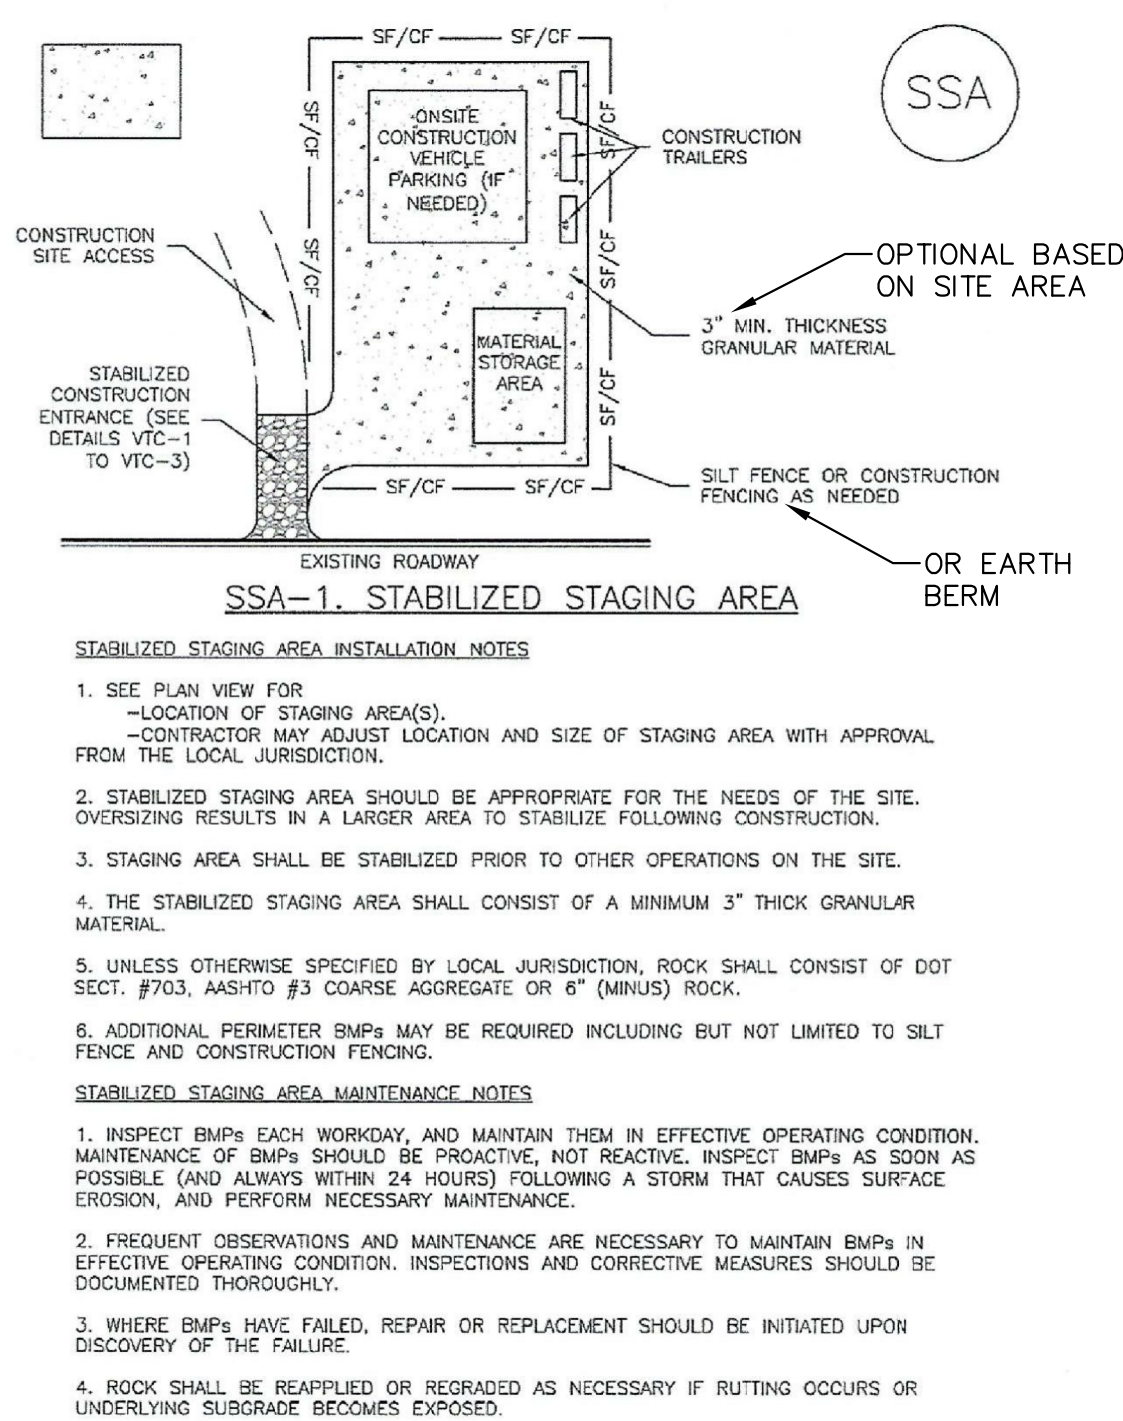 SF/CF SF/CF
SF/CF
SF/CF
SF/CF
SF/CF
SF/CF
SF/CF SF/CF
ONSITE
CONSTRUCTION
VEHICLE
PARKING (IF
NEEDED)
CONSTRUCTION
TRAILERS
SSA
CONSTRUCTION
SITE ACCESS
OPTIONAL BASED
ON SITE AREA
3" MIN. THICKNESS
GRANULAR MATERIAL
MATERIAL
STORAGE
AREA
STABILIZED
CONSTRUCTION
ENTRANCE (SEE
DETAILS VTC-1
TO VTC-3)
SILT FENCE OR CONSTRUCTION
FENCING AS NEEDED
OR EARTH
BERM
EXISTING ROADWAY
SSA-1. STABILIZED STAGING AREA
STABILIZED STAGING AREA INSTALLATION NOTES
1. SEE PLAN VIEW FOR
-LOCATION OF STAGING AREA(S).
-CONTRACTOR MAY ADJUST LOCATION AND SIZE OF STAGING AREA WITH APPROVAL
FROM THE LOCAL JURISDICTION.
2. STABILIZED STAGING AREA SHOULD BE APPROPRIATE FOR THE NEEDS OF THE SITE.
OVERSIZING RESULTS IN A LARGER AREA TO STABILIZE FOLLOWING CONSTRUCTION.
3. STAGING AREA SHALL BE STABILIZED PRIOR TO OTHER OPERATIONS ON THE SITE.
4. THE STABILIZED STAGING AREA SHALL CONSIST OF A MINIMUM 3" THICK GRANULAR
MATERIAL.
5. UNLESS OTHERWISE SPECIFIED BY LOCAL JURISDICTION, ROCK SHALL CONSIST OF DOT
SECT. #703, AASHTO #3 COARSE AGGREGATE OR 6" (MINUS) ROCK.
6. ADDITIONAL PERIMETER BMPs MAY BE REQUIRED INCLUDING BUT NOT LIMITED TO SILT
FENCE AND CONSTRUCTION FENCING.
STABILIZED STAGING AREA MAINTENANCE NOTES
1. INSPECT BMPs EACH WORKDAY, AND MAINTAIN THEM IN EFFECTIVE OPERATING CONDITION.
MAINTENANCE OF BMPs SHOULD BE PROACTIVE, NOT REACTIVE. INSPECT BMPs AS SOON AS
POSSIBLE (AND ALWAYS WITHIN 24 HOURS) FOLLOWING A STORM THAT CAUSES SURFACE
EROSION, AND PERFORM NECESSARY MAINTENANCE.
2. FREQUENT OBSERVATIONS AND MAINTENANCE ARE NECESSARY TO MAINTAIN BMPs IN
EFFECTIVE OPERATING CONDITION. INSPECTIONS AND CORRECTIVE MEASURES SHOULD BE
DOCUMENTED THOROUGHLY.
3. WHERE BMPs HAVE FAILED, REPAIR OR REPLACEMENT SHOULD BE INITIATED UPON
DISCOVERY OF THE FAILURE.
4. ROCK SHALL BE REAPPLIED OR REGRADED AS NECESSARY IF RUTTING OCCURS OR
UNDERLYING SUBGRADE BECOMES EXPOSED.